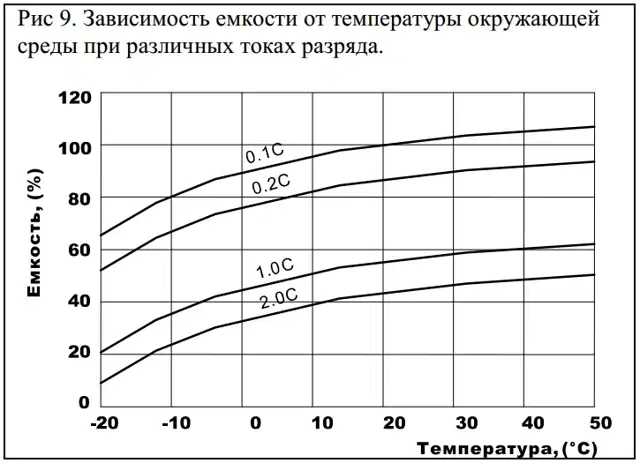 Рис 9. Зависимость емкости от температуры окружающей
среды при различных токах разряда.
120
100
80
60
40
20
0
Емкость, (%)
0.1C
0.2C
1.0C
2.0C
-20 -10 0 10 20 30 40 50
Температура, (°C)